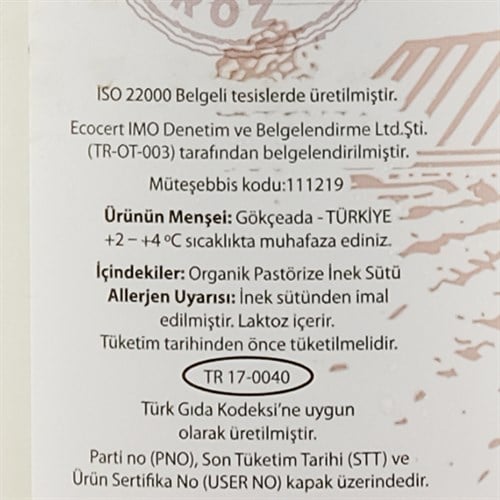 ROZ
ISO 22000 Belgeli tesislerde üretilmiştir.
Ecocert IMO Denetim ve Belgelendirme Ltd.Şti.
(TR-OT-003) tarafından belgelendirilmiştir.
Müteşebbis kodu:111219
Ürünün Menşei: Gökçeada - TÜRKİYE
+2 – +4 ºC sıcaklıkta muhafaza ediniz.
İçindekiler: Organik Pastörize İnek Sütü
Allerjen Uyarısı: İnek sütünden imal
edilmiştir. Laktoz içerir.
Tüketim tarihinden önce tüketilmelidir.
TR 17-0040
Türk Gıda Kodeksi'ne uygun
olarak üretilmiştir.
Parti no (PNO), Son Tüketim Tarihi (STT) ve
Ürün Sertifika No (USER NO) kapak üzerindedir.